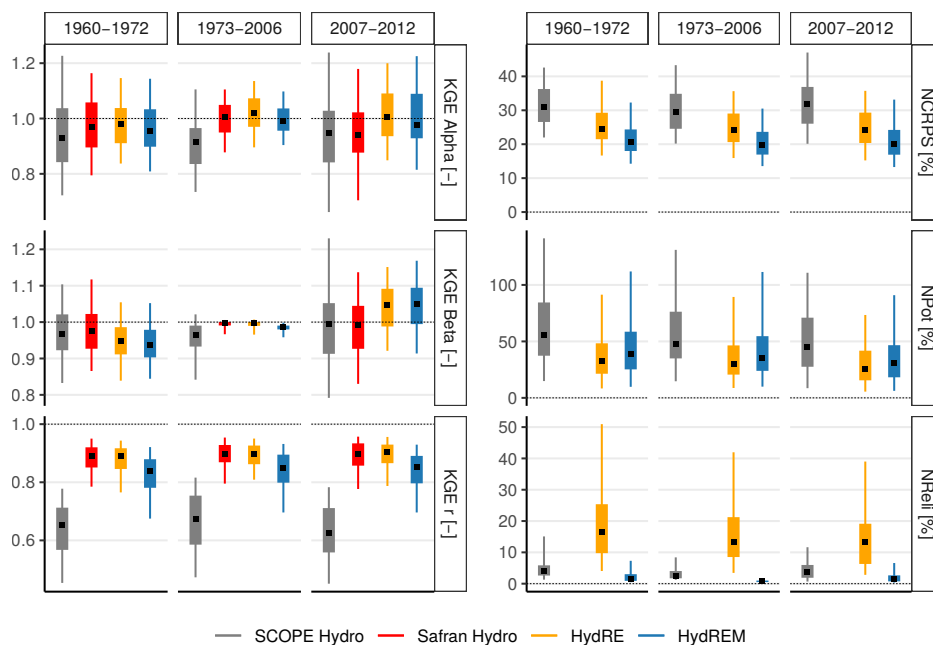 1960−1972 1973−2006 2007−2012
1.2
1.0
0.8
KGE Alpha [-]
1.2
1.1
1.0
0.9
0.8
KGE Beta [-]
1.0
0.8
0.6
KGE r [-]
1960−1972 1973−2006 2007−2012
40
30
20
10
0
NCRPS [%]
100
50
0
NPot [%]
50
40
30
20
10
0
NReli [%]
SCOPE Hydro Safran Hydro HydRE HydREM